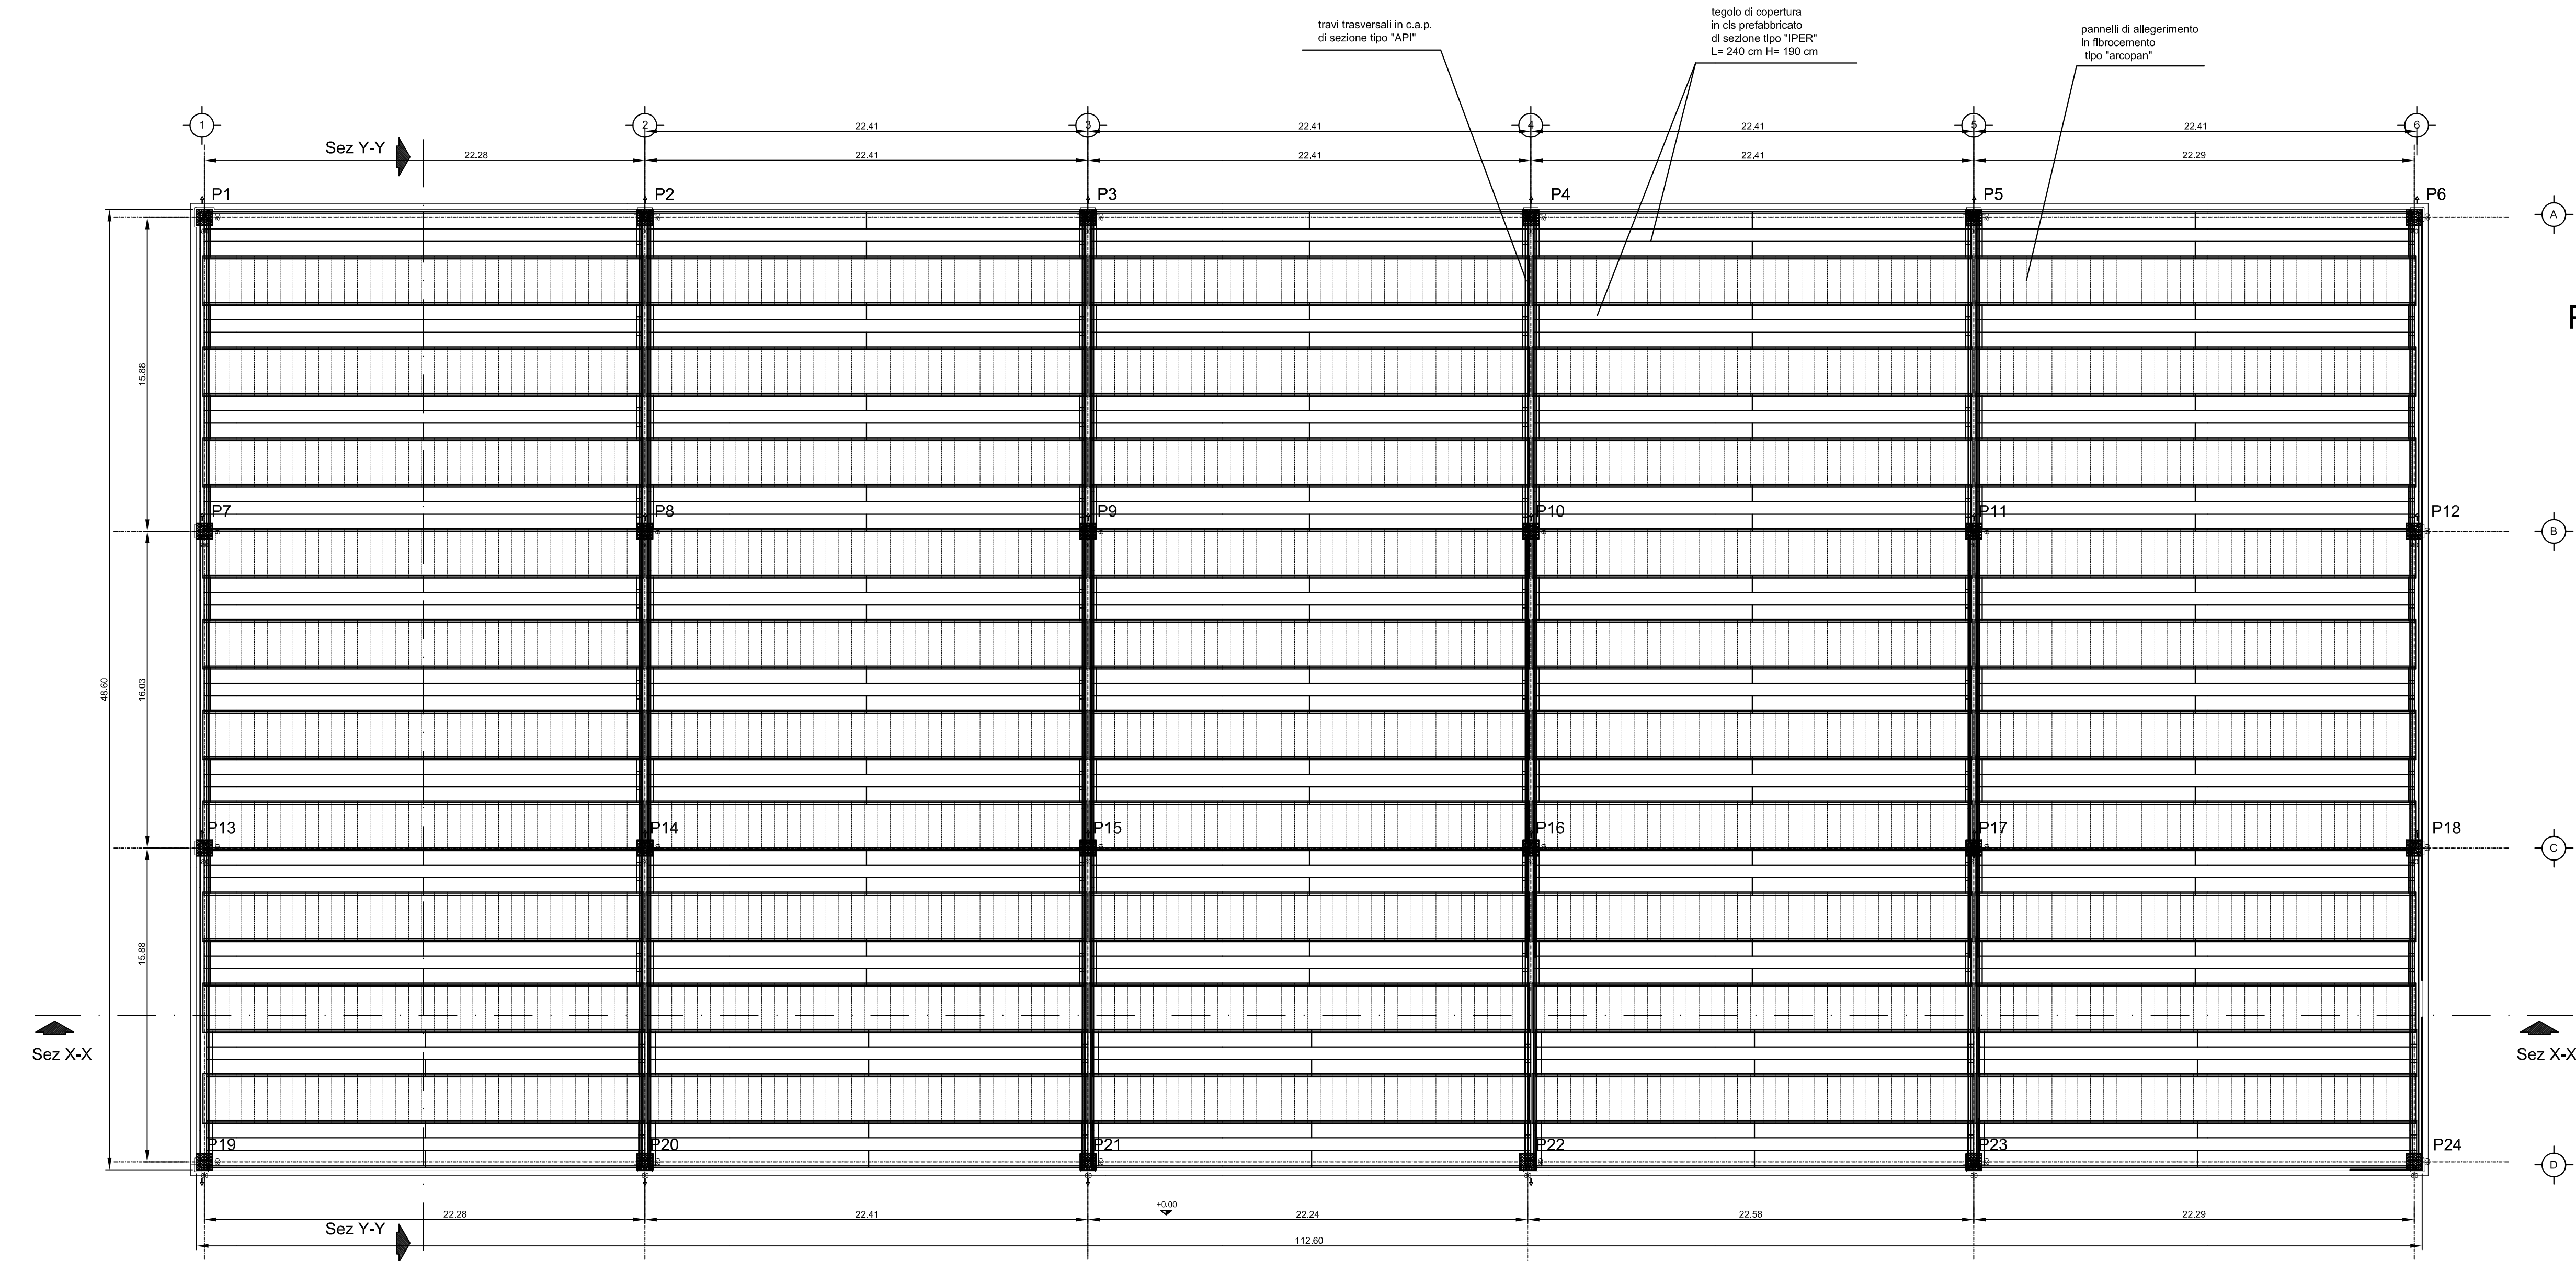 travi trasversali in c.a.p.
di sezione tipo "API"
tegolo di copertura
in cls prefabbricato
di sezione tipo "IPER"
L= 240 cm H= 190 cm
pannelli di allegerimento
in fibrocemento
tipo "arcopan"
1
2
3
4
5
6
22.41
22.41
22.41
22.41
Sez Y-Y
22.28
22.41
22.41
22.41
22.29
P1
P2
P3
P4
P5
P6
A
15.88
P7
P8
P9
P10
P11
P12
B
48.60
16.03
P13
P14
P15
P16
P17
P18
C
15.88
Sez X-X
Sez X-X
P19
P20
P21
P22
P23
P24
D
+0.00
22.28
22.41
22.24
22.58
22.29
Sez Y-Y
112.60